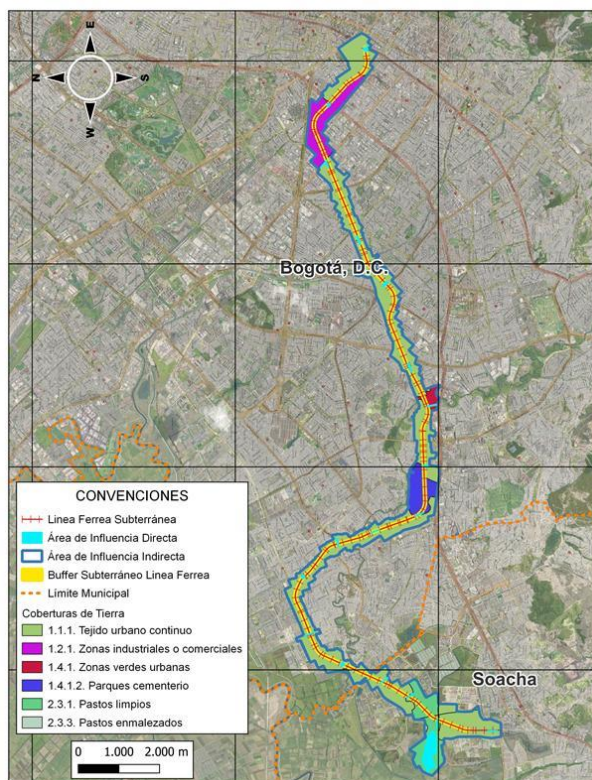 E
N
S
W
Bogotá, D.C.
CONVENCIONES
Linea Ferrea Subterránea
Área de Influencia Directa
Área de Influencia Indirecta
Buffer Subterráneo Linea Ferrea
Límite Municipal
Coberturas de Tierra
1.1.1. Tejido urbano continuo
1.2.1. Zonas industriales o comerciales
1.4.1. Zonas verdes urbanas
1.4.1.2. Parques cementerio
2.3.1. Pastos limpios
2.3.3. Pastos enmalezados
Soacha
0 1.000 2.000 m